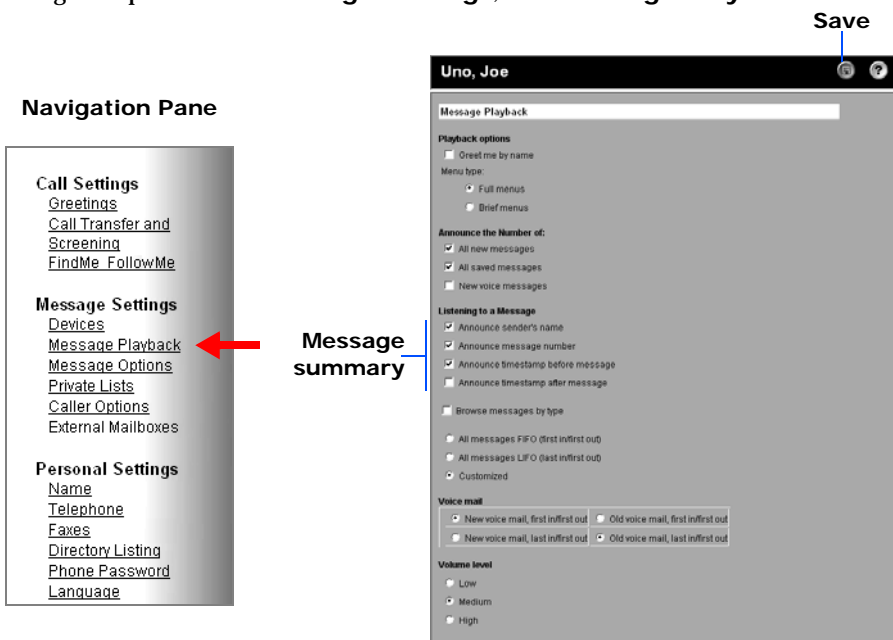 Save
Uno, Joe
?
Navigation Pane
Call Settings
Greetings
Call Transfer and
Screening
FindMe FollowMe
Message Settings
Devices
Message Playback
Message Options
Private Lists
Caller Options
External Mailboxes
Personal Settings
Name
Telephone
Faxes
Directory Listing
Phone Password
Language
Message
summary
Message Playback
Playback options
Greet me by name
Menu type:
Full menus
Brief menus
Announce the Number of:
All new messages
All saved messages
New voice messages
Listening to a Message
Announce sender's name
Announce message number
Announce timestamp before message
Announce timestamp after message
Browse messages by type
All messages FIFO (first in/first out)
All messages LIFO (last in/first out)
Customized
Voice mail
New voice mail, first in/first out Old voice mail, first in/first out
New voice mail, last in/first out Old voice mail, last in/first out
Volume level
Low
Medium
High